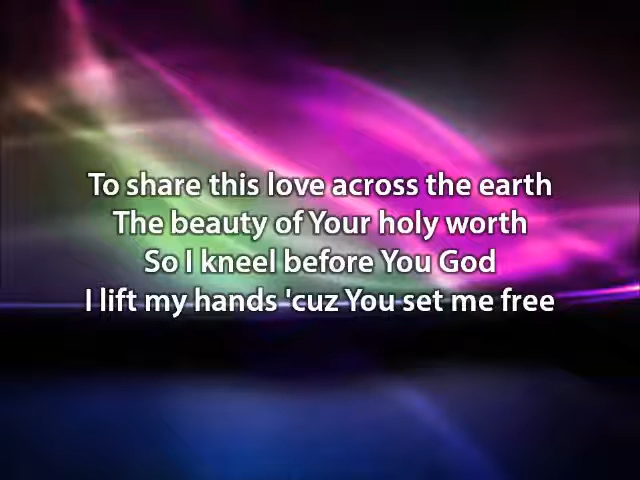 To share this love across the earth
The beauty of Your holy worth
So I kneel before You God
I lift my hands 'cuz You set me free